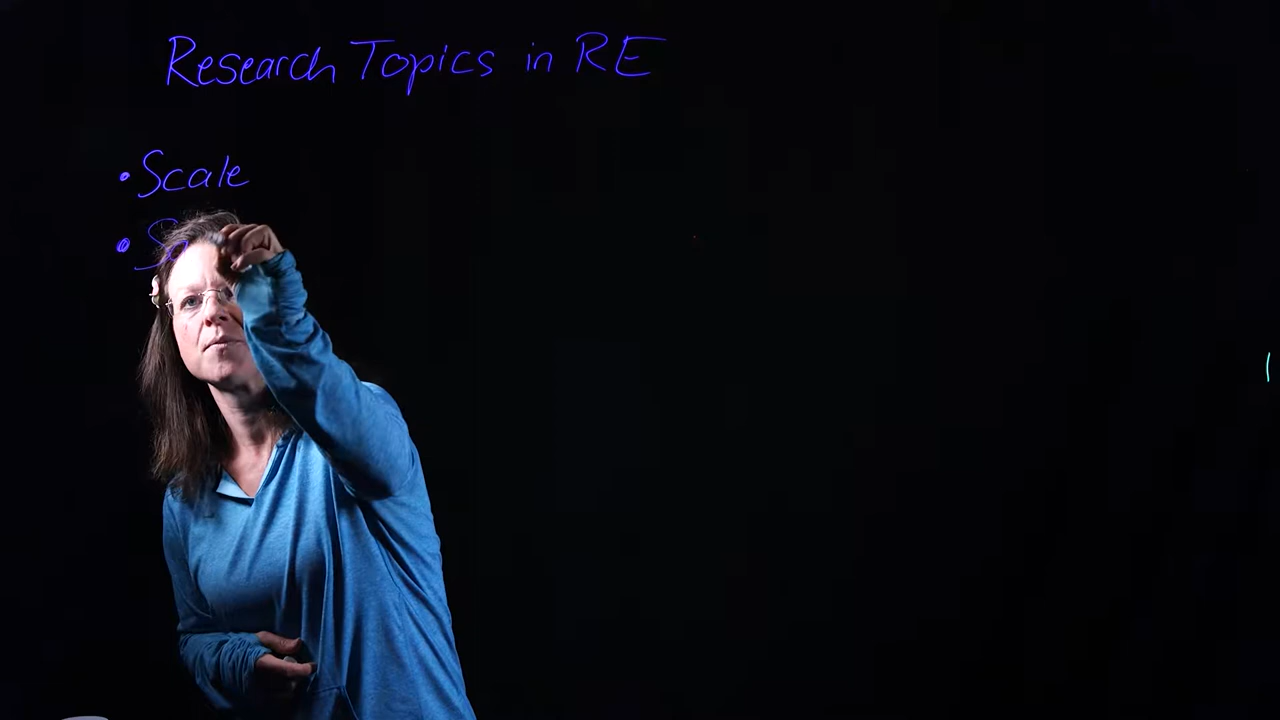 Research Topics in RE
• Scale
•